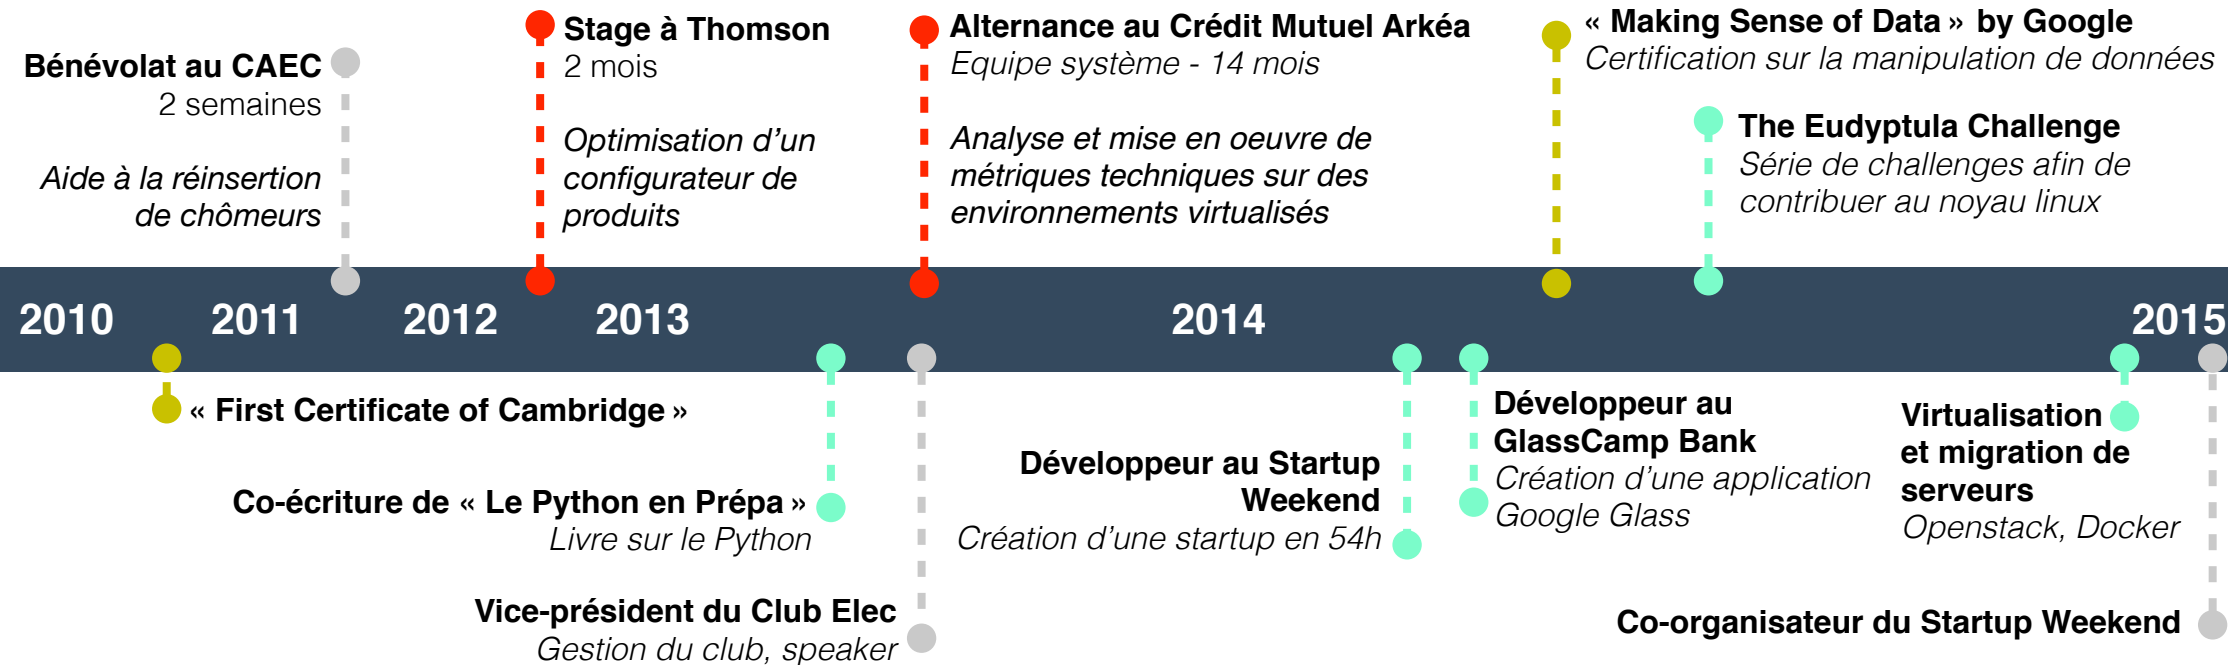 Bénévolat au CAEC
2 semaines
Aide à la réinsertion
de chômeurs
Stage à Thomson
2 mois
Optimisation d’un
configurateur de
produits
Alternance au Crédit Mutuel Arkéa
Equipe système - 14 mois
Analyse et mise en oeuvre de
métriques techniques sur des
environnements virtualisés
« Making Sense of Data » by Google
Certification sur la manipulation de données
The Eudyptula Challenge
Série de challenges afin de
contribuer au noyau linux
2010 2011 2012 2013 2014 2015
« First Certificate of Cambridge »
Co-écriture de « Le Python en Prépa »
Livre sur le Python
Vice-président du Club Elec
Gestion du club, speaker
Développeur au Startup
Weekend
Création d’une startup en 54h
Développeur au
GlassCamp Bank
Création d’une application
Google Glass
Virtualisation
et migration de
serveurs
Openstack, Docker
Co-organisateur du Startup Weekend